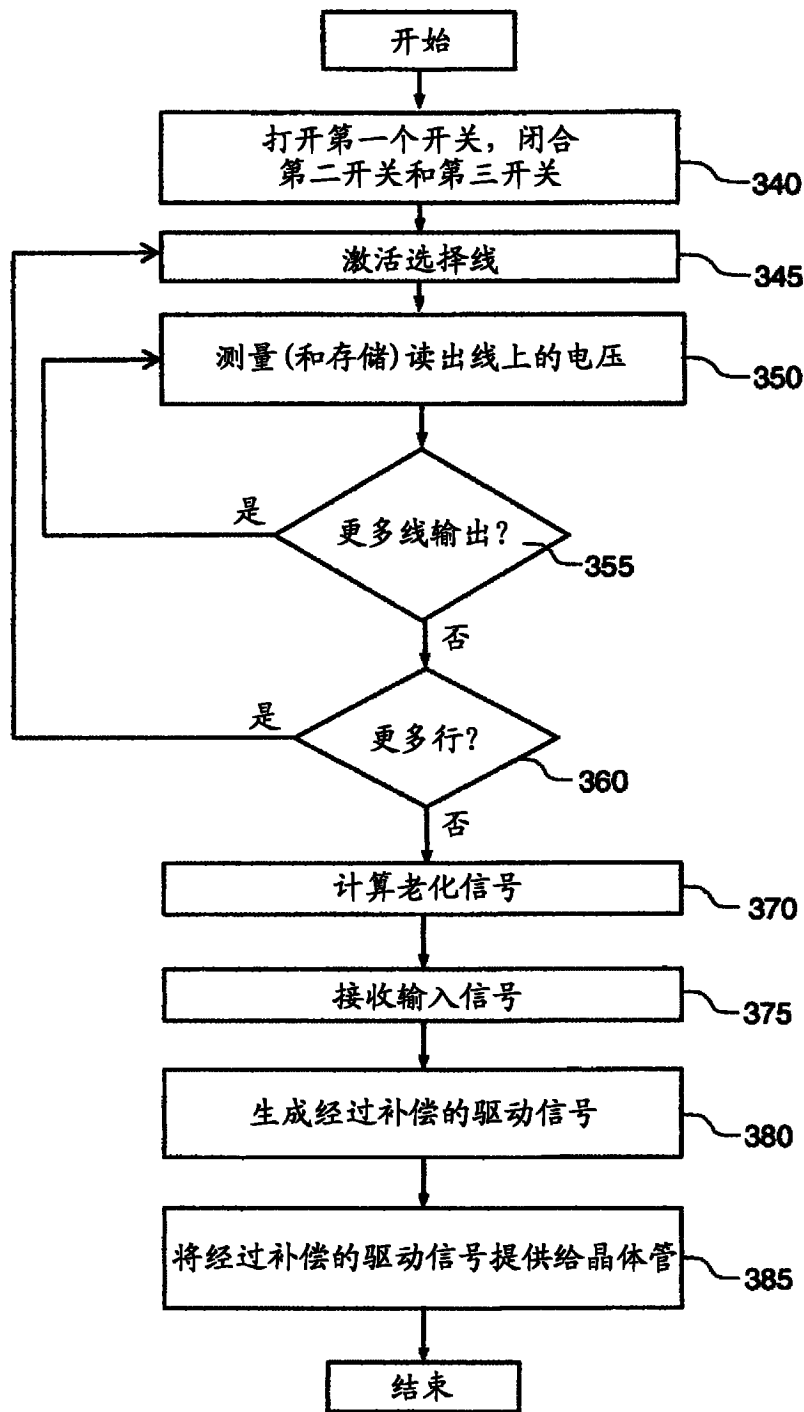 开始
打开第一个开关，闭合
第二开关和第三开关
340
激活选择线
345
测量(和存储)读出线上的电压
350
是
更多线输出?
355
否
是
更多行?
360
否
计算老化信号
370
接收输入信号
375
生成经过补偿的驱动信号
380
将经过补偿的驱动信号提供给晶体管
385
结束